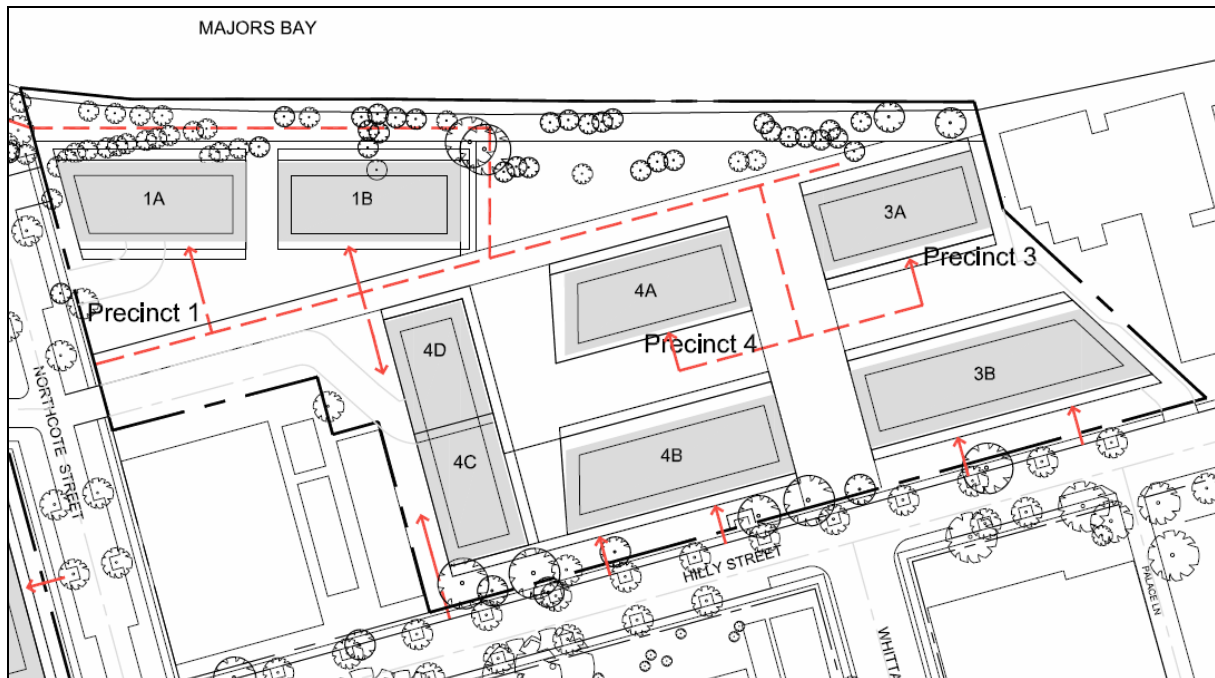 MAJORS BAY
1A
1B
3A
Precinct 3
4A
Precinct 1
Precinct 4
4D
3B
NORTHCOTE STREET
4C
4B
HILLY STREET
PALACE LN